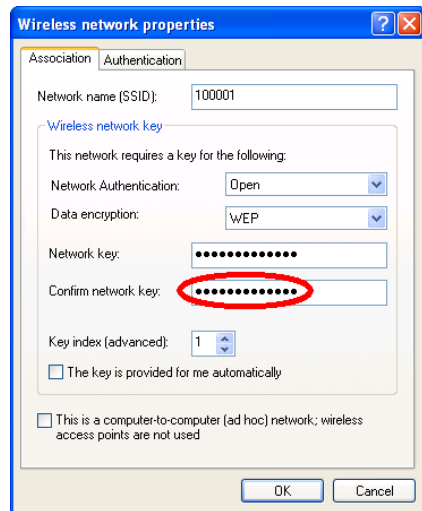 Wireless network properties
Association Authentication
Network name (SSID): 100001
Wireless network key
This network requires a key for the following:
Network Authentication: Open
Data encryption: WEP
Network key: •••••••••••••
Confirm network key: •••••••••••••
Key index (advanced): 1
The key is provided for me automatically
This is a computer-to-computer (ad hoc) network; wireless
access points are not used
OK Cancel